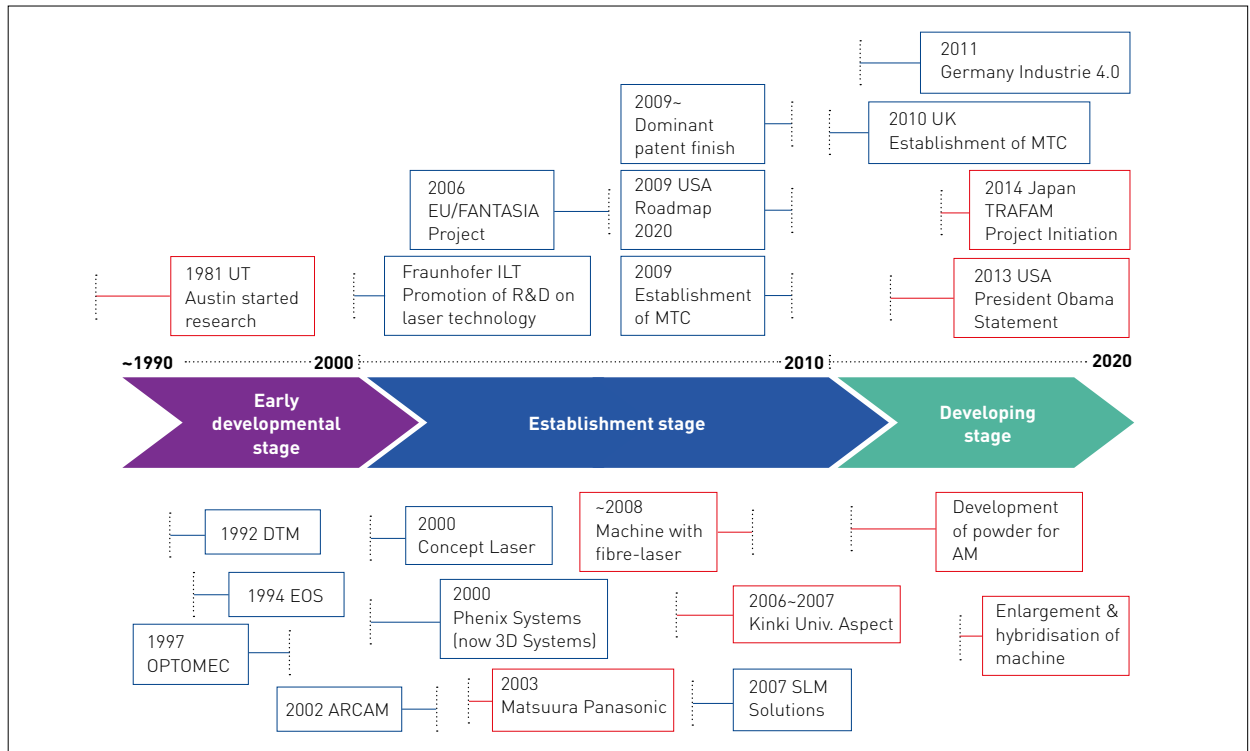 2011
Germany Industrie 4.0
2009~
Dominant
patent finish
2010 UK
Establishment of MTC
2006
EU/FANTASIA
Project
2009 USA
Roadmap
2020
2014 Japan
TRAFAM
Project Initiation
1981 UT
Austin started
research
Fraunhofer ILT
Promotion of R&D on
laser technology
2009
Establishment
of MTC
2013 USA
President Obama
Statement
~1990 2000 2010 2020
Early
developmental
stage
Establishment stage
Developing
stage
1992 DTM
2000
Concept Laser
~2008
Machine with
fibre-laser
Development
of powder for
AM
1994 EOS
2000
Phenix Systems
(now 3D Systems)
2006~2007
Kinki Univ. Aspect
Enlargement &
hybridisation of
machine
1997
OPTOMEC
2002 ARCAM
2003
Matsuura Panasonic
2007 SLM
Solutions